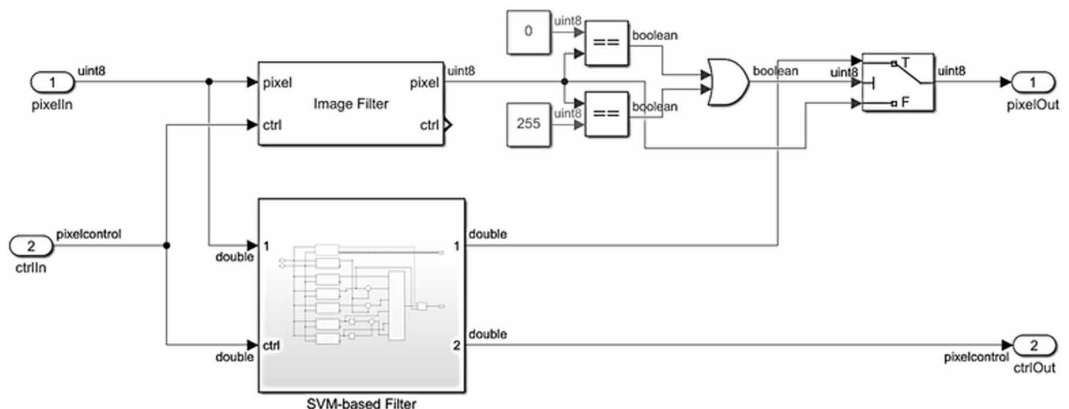 0
uint8
==
boolean
1
pixelIn
uint8
pixel
ctrl
Image Filter
pixel
ctrl
uint8
255
uint8
==
boolean
boolean
uint8
T
F
uint8
1
pixelOut
2
ctrlIn
pixelcontrol
double
double
1
ctrl
1
2
SVM-based Filter
double
double
pixelcontrol
2
ctrlOut